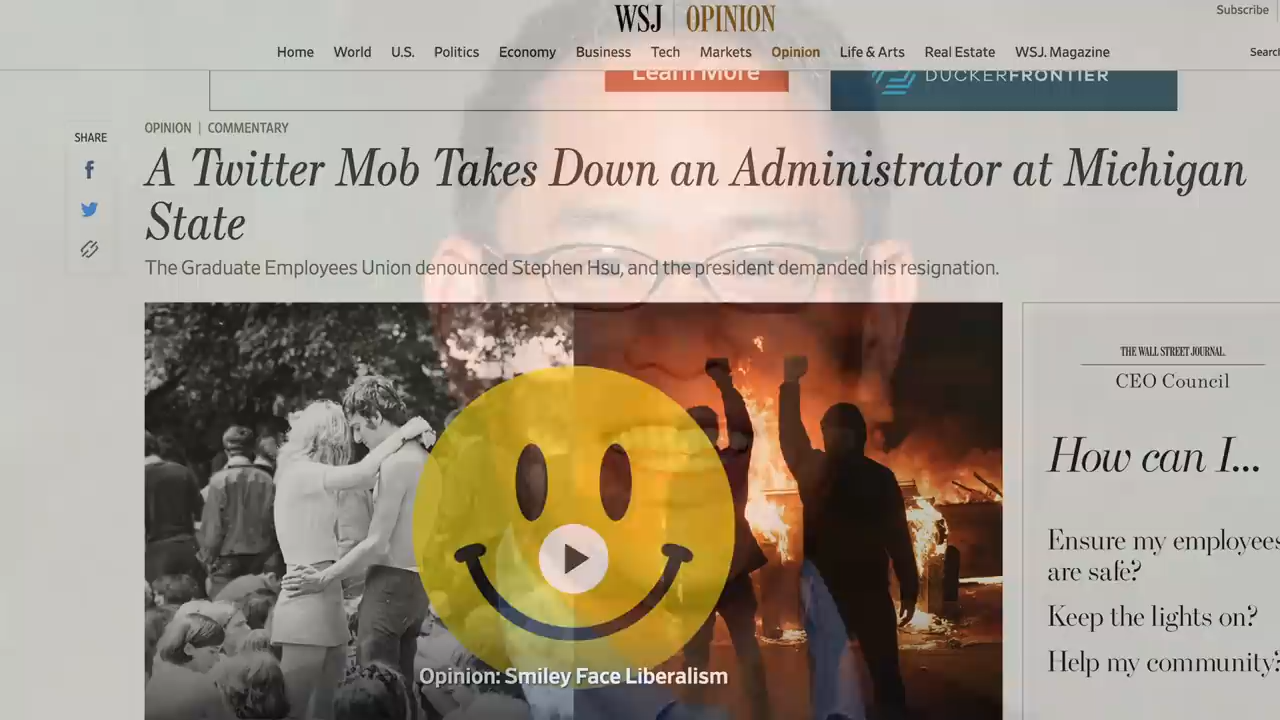 WSJ | OPINION
Subscribe
Home World U.S. Politics Economy Business Tech Markets Opinion Life & Arts Real Estate WSJ. Magazine
Learn More
DUCKERFRONTIER
OPINION | COMMENTARY
SHARE
A Twitter Mob Takes Down an Administrator at Michigan
State
The Graduate Employees Union denounced Stephen Hsu, and the president demanded his resignation.
THE WALL STREET JOURNAL.
CEO Council
How can I...
Ensure my employees
are safe?
Keep the lights on?
Help my community?
Opinion: Smiley Face Liberalism